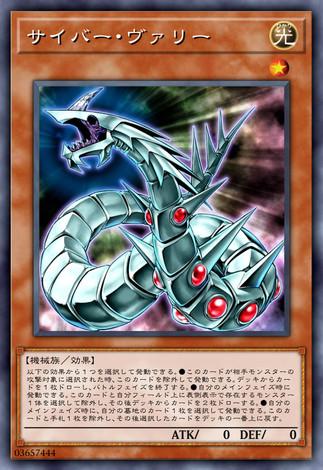 サイバー・ヴァリー
光
【機械族／効果】
以下の効果から１つを選択して発動できる。●このカードが相手モンスターの
攻撃対象に選択された時、このカードを除外して発動できる。デッキからカード
を１枚ドローし、バトルフェイズを終了する。●自分のメインフェイズ時に
発動できる。このカードと自分フィールド上に表側表示で存在するモンスター
１体を選択して除外し、その後デッキからカードを２枚ドローする。●自分の
メインフェイズ時に、自分の墓地のカード１枚を選択して発動できる。このカード
と手札１枚を除外し、その後選択したカードをデッキの一番上に戻す。
ATK/ 0 DEF/ 0
03657444